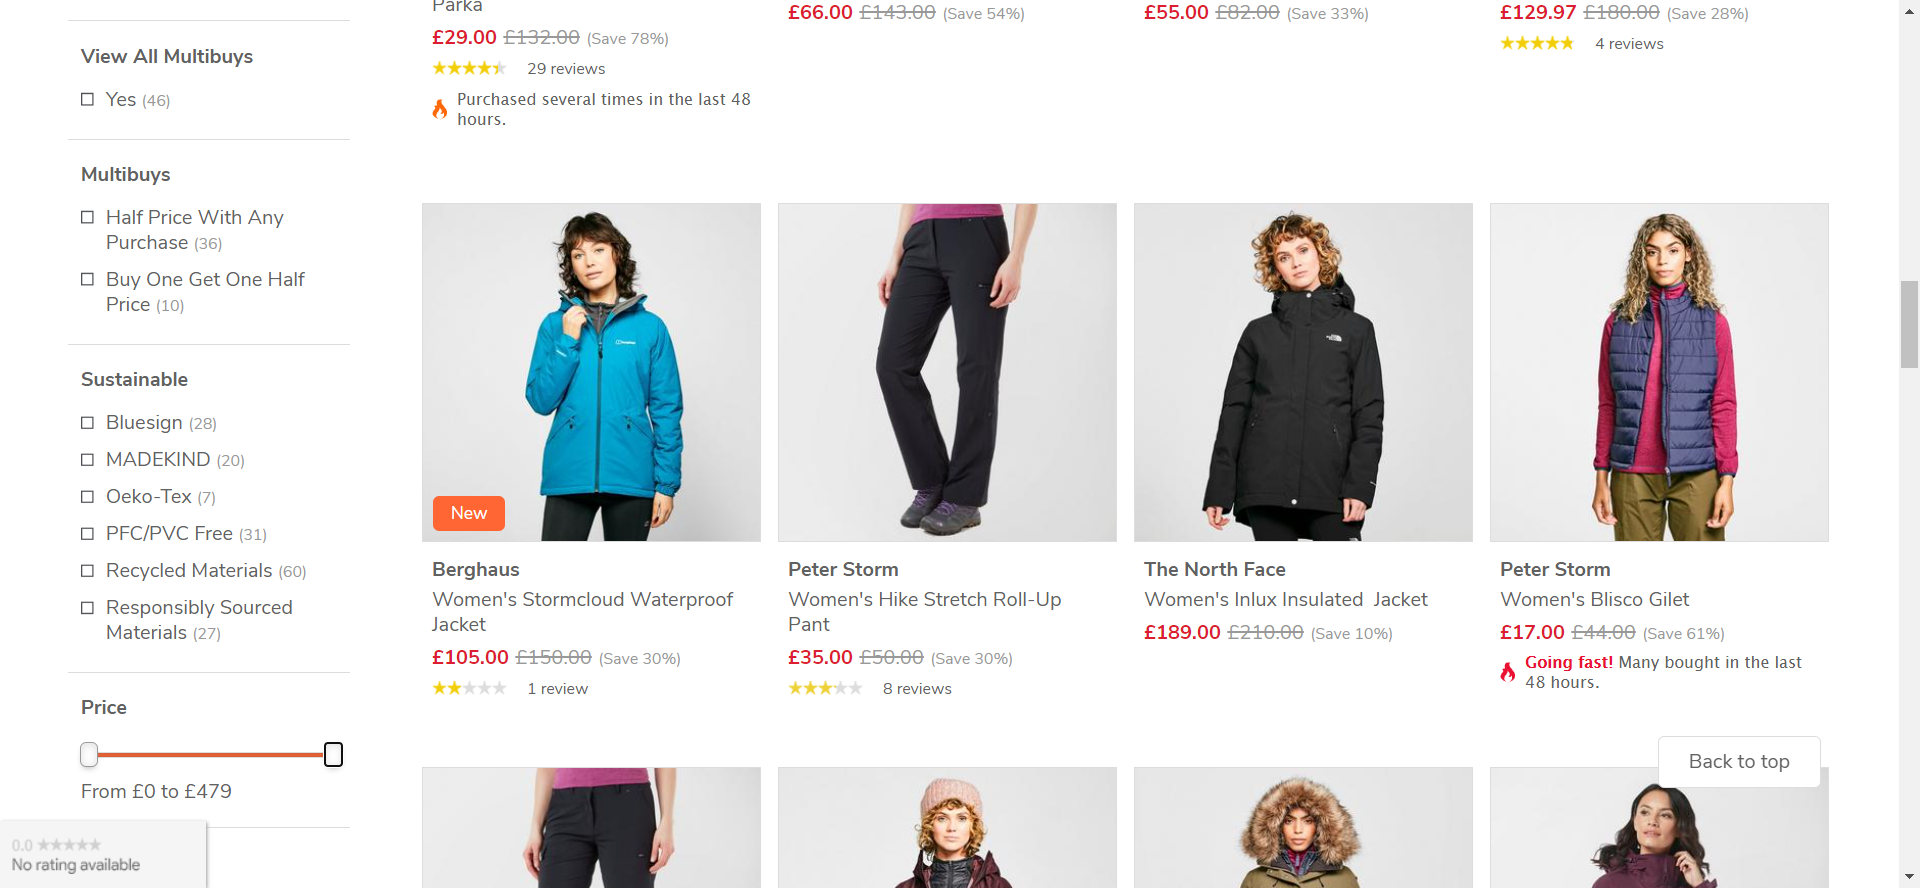 View All Multibuys
Yes (46)
Multibuys
Half Price With Any
Purchase (36)
Buy One Get One Half
Price (10)
Sustainable
Bluesign (28)
MADEKIND (20)
Oeko-Tex (7)
PFC/PVC Free (31)
Recycled Materials (60)
Responsibly Sourced
Materials (27)
Price
From £0 to £479
0.0
No rating available
Parka
£29.00 £132.00 (Save 78%)
29 reviews
Purchased several times in the last 48
hours.
£66.00 £143.00 (Save 54%)
£55.00 £82.00 (Save 33%)
£129.97 £180.00 (Save 28%)
4 reviews
New
Berghaus
Women's Stormcloud Waterproof
Jacket
£105.00 £150.00 (Save 30%)
1 review
Peter Storm
Women's Hike Stretch Roll-Up
Pant
£35.00 £50.00 (Save 30%)
8 reviews
The North Face
Women's Inlux Insulated Jacket
£189.00 £210.00 (Save 10%)
Peter Storm
Women's Blisco Gilet
£17.00 £44.00 (Save 61%)
Going fast! Many bought in the last
48 hours.
Back to top